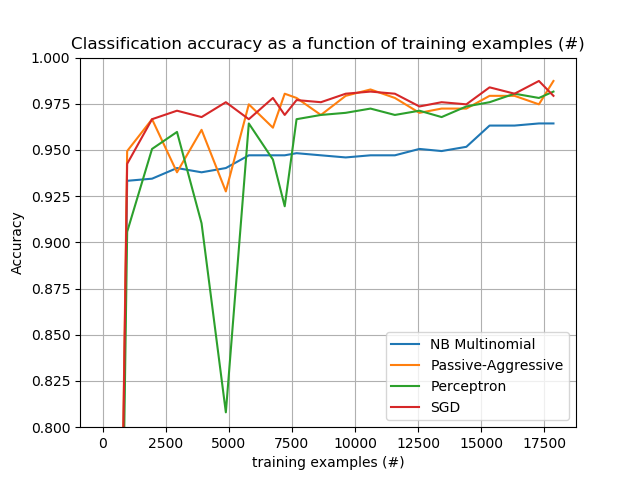 Classification accuracy as a function of training examples (#)
1.000
0.975
0.950
0.925
0.900
0.875
0.850
0.825
0.800
Accuracy
NB Multinomial
Passive-Aggressive
Perceptron
SGD
0 2500 5000 7500 10000 12500 15000 17500
training examples (#)